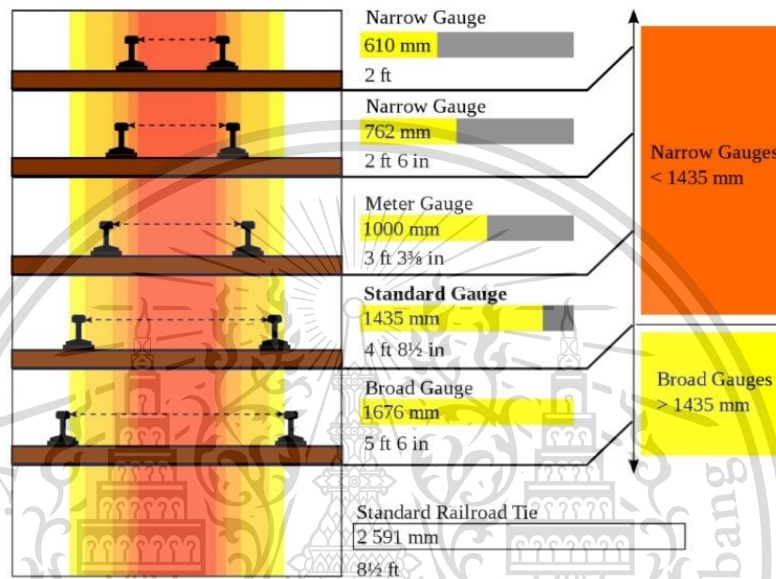 Narrow Gauge
610 mm
2 ft
Narrow Gauge
762 mm
2 ft 6 in
Meter Gauge
1000 mm
3 ft 3⅜ in
Standard Gauge
1435 mm
4 ft 8½ in
Broad Gauge
1676 mm
5 ft 6 in
Standard Railroad Tie
2 591 mm
8½ ft
Narrow Gauges
< 1435 mm
Broad Gauges
> 1435 mm
bang